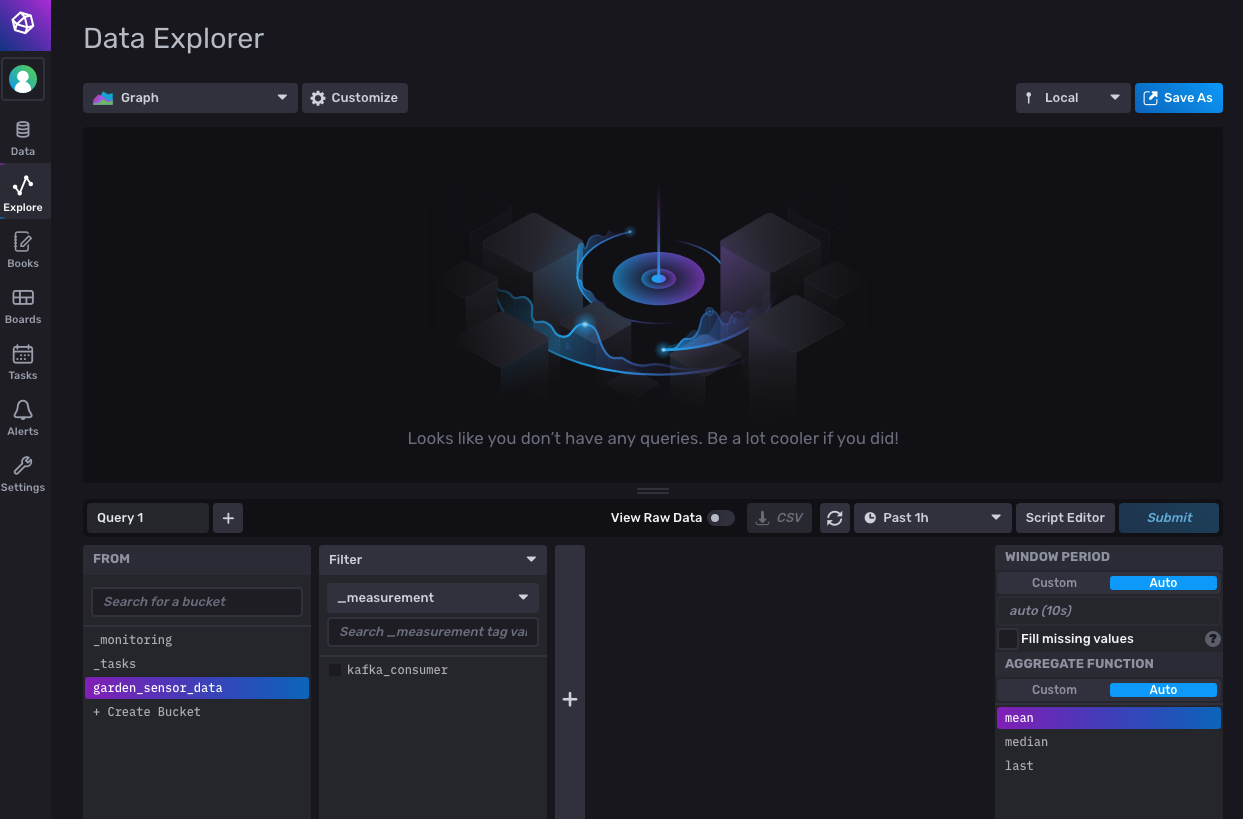 Data Explorer
Graph
Customize
Local
Save As
Data
Explore
Books
Boards
Tasks
Alerts
Settings
Looks like you don't have any queries. Be a lot cooler if you did!
Query 1
+
View Raw Data
CSV
Past 1h
Script Editor
Submit
FROM
Search for a bucket
_monitoring
_tasks
garden_sensor_data
+ Create Bucket
Filter
_measurement
Search _measurement tag val
kafka_consumer
+
WINDOW PERIOD
Custom
Auto
auto (10s)
Fill missing values
?
AGGREGATE FUNCTION
Custom
Auto
mean
median
last